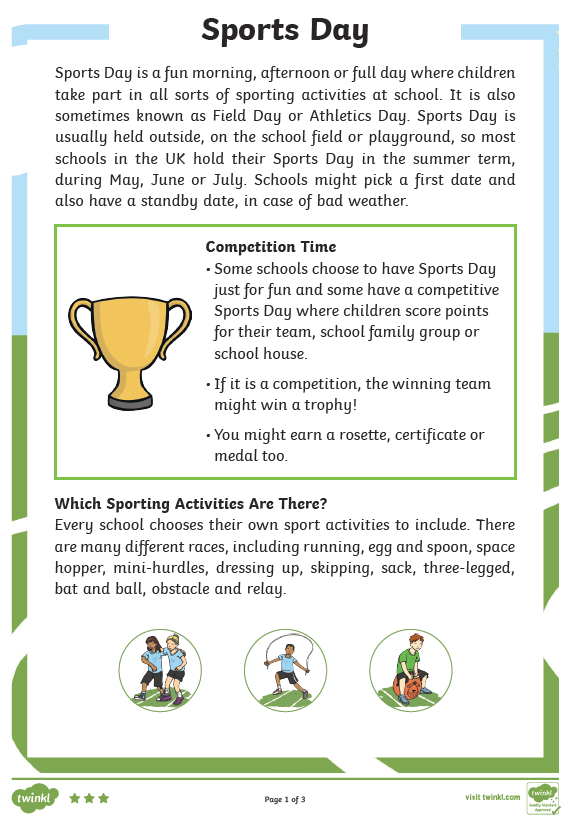 Sports Day
Sports Day is a fun morning, afternoon or full day where children
take part in all sorts of sporting activities at school. It is also
sometimes known as Field Day or Athletics Day. Sports Day is
usually held outside, on the school field or playground, so most
schools in the UK hold their Sports Day in the summer term,
during May, June or July. Schools might pick a first date and
also have a standby date, in case of bad weather.
Competition Time
• Some schools choose to have Sports Day
just for fun and some have a competitive
Sports Day where children score points
for their team, school family group or
school house.
• If it is a competition, the winning team
might win a trophy!
• You might earn a rosette, certificate or
medal too.
Which Sporting Activities Are There?
Every school chooses their own sport activities to include. There
are many different races, including running, egg and spoon, space
hopper, mini-hurdles, dressing up, skipping, sack, three-legged,
bat and ball, obstacle and relay.
twinkl
Page 1 of 3
visit twinkl.com
twinkl
Quality Standard
Approved